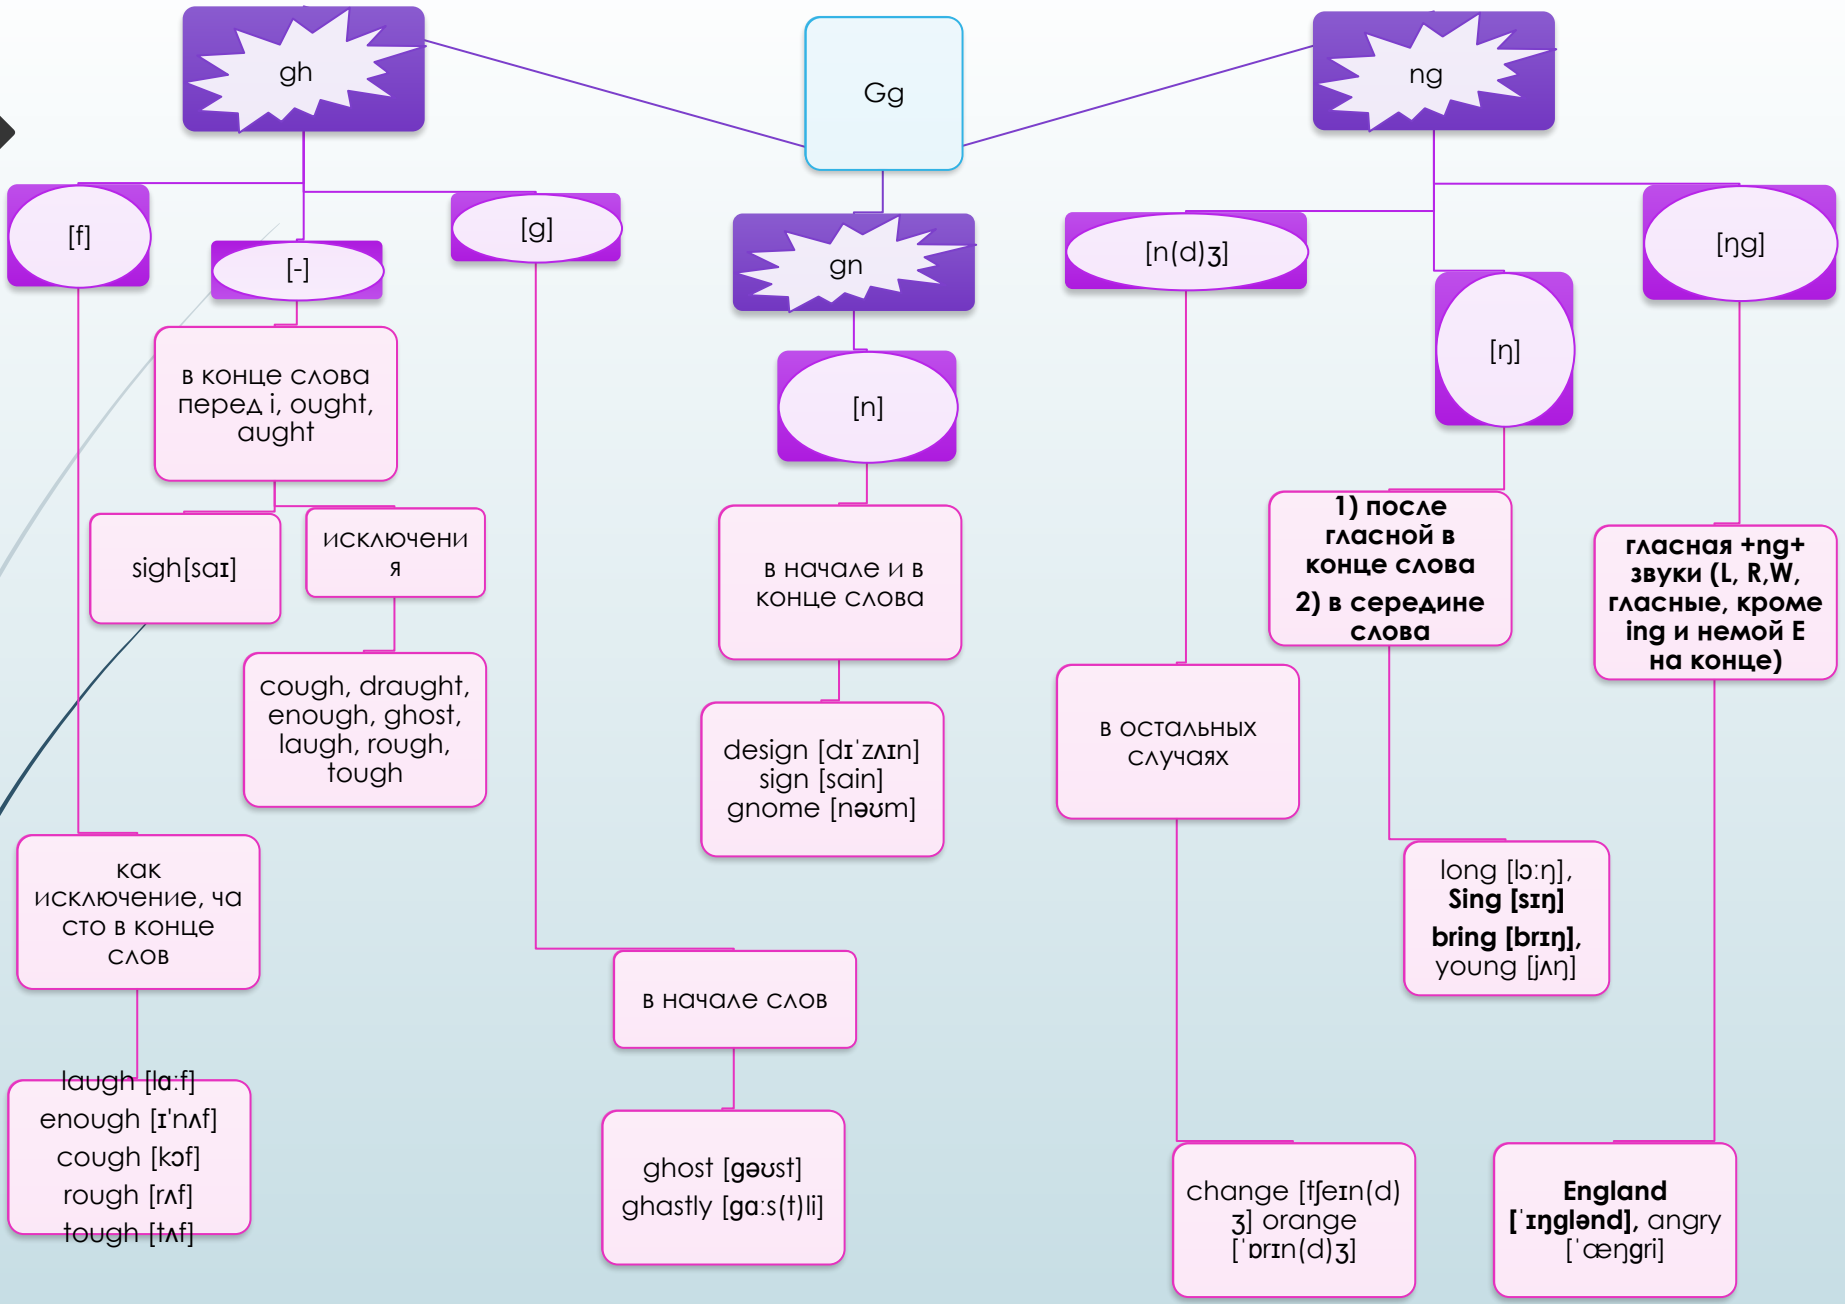 gh
Gg
ng
[f]
[-]
[g]
gn
[n(d)ʒ]
[ŋ]
[ŋg]
[n]
в конце слова
перед i, ought,
aught
sigh[saɪ]
исключени
я
cough, draught,
enough, ghost,
laugh, rough,
tough
как
исключение, ча
сто в конце
слов
laugh [lɑːf]
enough [ɪ'nʌf]
cough [kɔf]
rough [rʌf]
tough [tʌf]
в начале слов
ghost [gəʊst]
ghastly [gɑːs(t)li]
в начале и в
конце слова
design [dɪˈzʌɪn]
sign [sain]
gnome [nəʊm]
в остальных
случаях
change [tʃeɪn(d)
ʒ] orange
[ˈɒrɪn(d)ʒ]
1) после
гласной в
конце слова
2) в середине
слова
long [lɔːŋ],
Sing [sɪŋ]
bring [brɪŋ],
young [jʌŋ]
гласная +ng+
звуки (L, R,W,
гласные, кроме
ing и немой E
на конце)
England
[ˈɪŋglənd], angry
[ˈæŋgri]